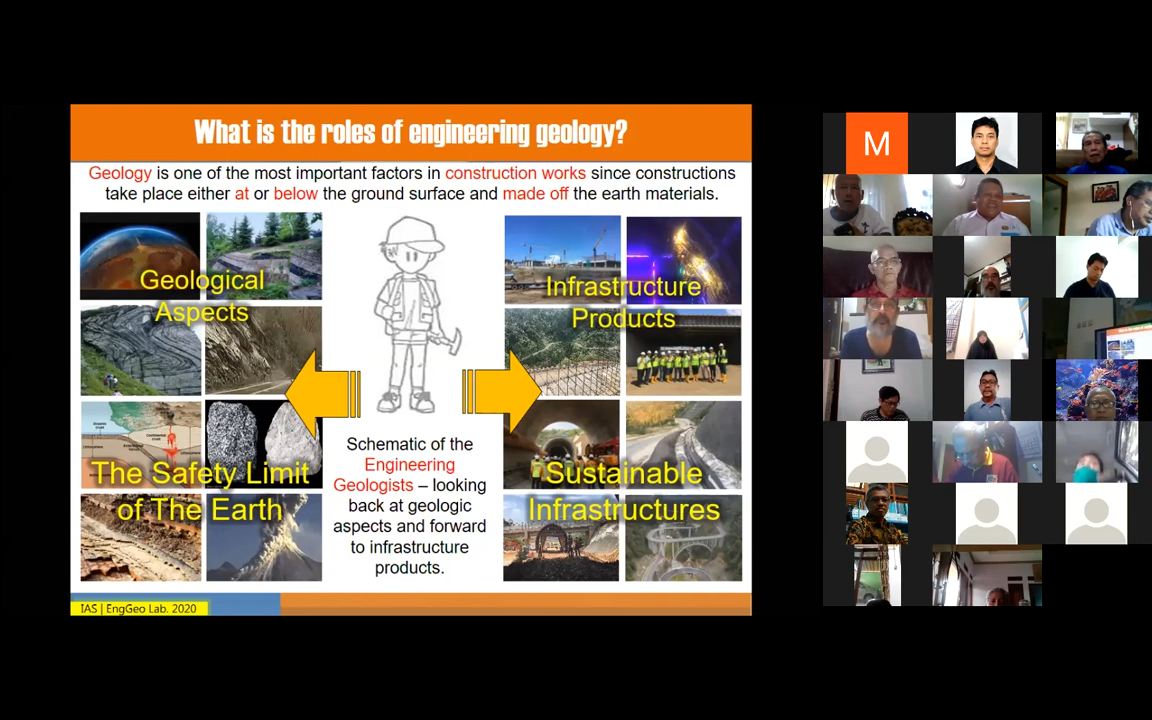 What is the roles of engineering geology?
Geology is one of the most important factors in construction works since constructions
take place either at or below the ground surface and made off the earth materials.
Geological
Aspects
The Safety Limit
of The Earth
Infrastructure
Products
Sustainable
Infrastructures
Schematic of the
Engineering
Geologists – looking
back at geologic
aspects and forward
to infrastructure
products.
IAS | EngGeo Lab. 2020
M